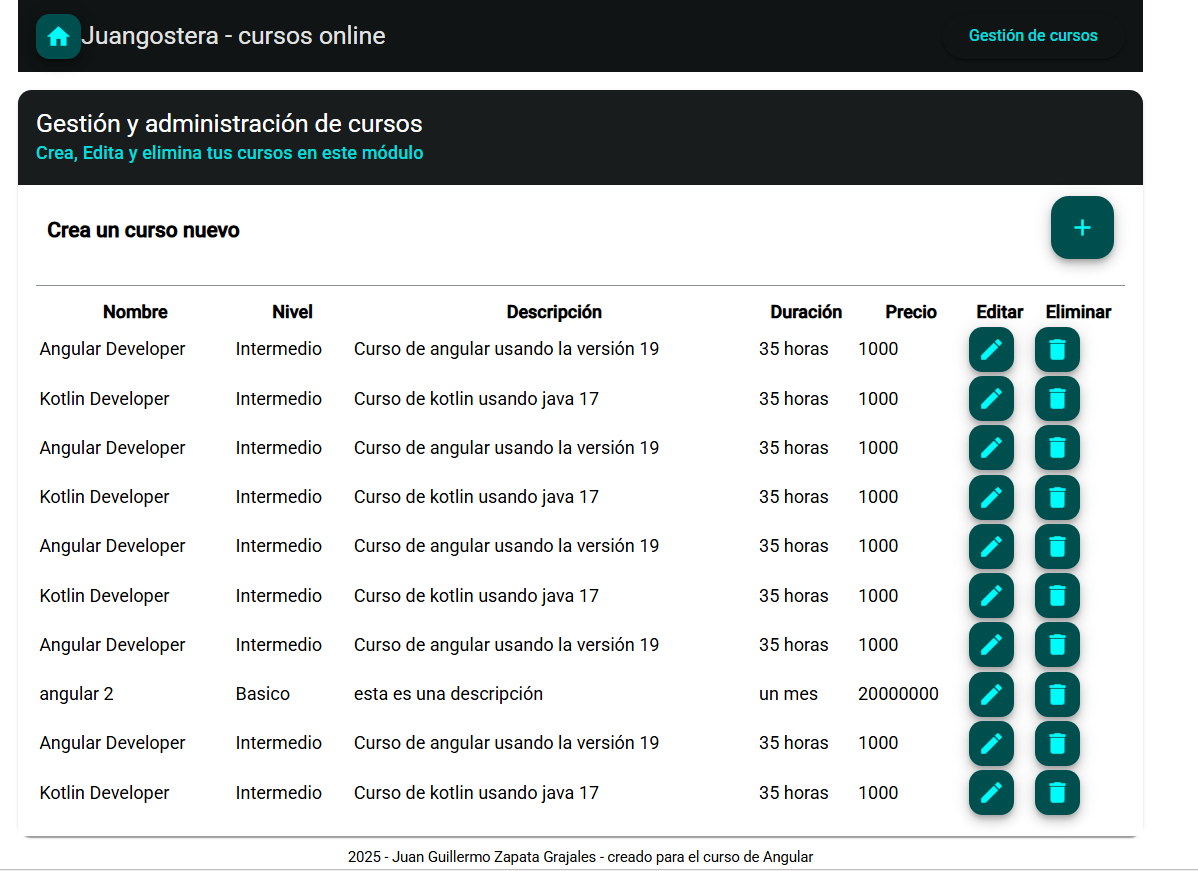 Juangostera - cursos online Gestión de cursos
Gestión y administración de cursos
Crea, Edita y elimina tus cursos en este módulo
Crea un curso nuevo +
Nombre Nivel Descripción Duración Precio Editar Eliminar
Angular Developer Intermedio Curso de angular usando la versión 19 35 horas 1000
Kotlin Developer Intermedio Curso de kotlin usando java 17 35 horas 1000
Angular Developer Intermedio Curso de angular usando la versión 19 35 horas 1000
Kotlin Developer Intermedio Curso de kotlin usando java 17 35 horas 1000
Angular Developer Intermedio Curso de angular usando la versión 19 35 horas 1000
Kotlin Developer Intermedio Curso de kotlin usando java 17 35 horas 1000
Angular Developer Intermedio Curso de angular usando la versión 19 35 horas 1000
angular 2 Basico esta es una descripción un mes 20000000
Angular Developer Intermedio Curso de angular usando la versión 19 35 horas 1000
Kotlin Developer Intermedio Curso de kotlin usando java 17 35 horas 1000
2025 - Juan Guillermo Zapata Grajales - creado para el curso de Angular